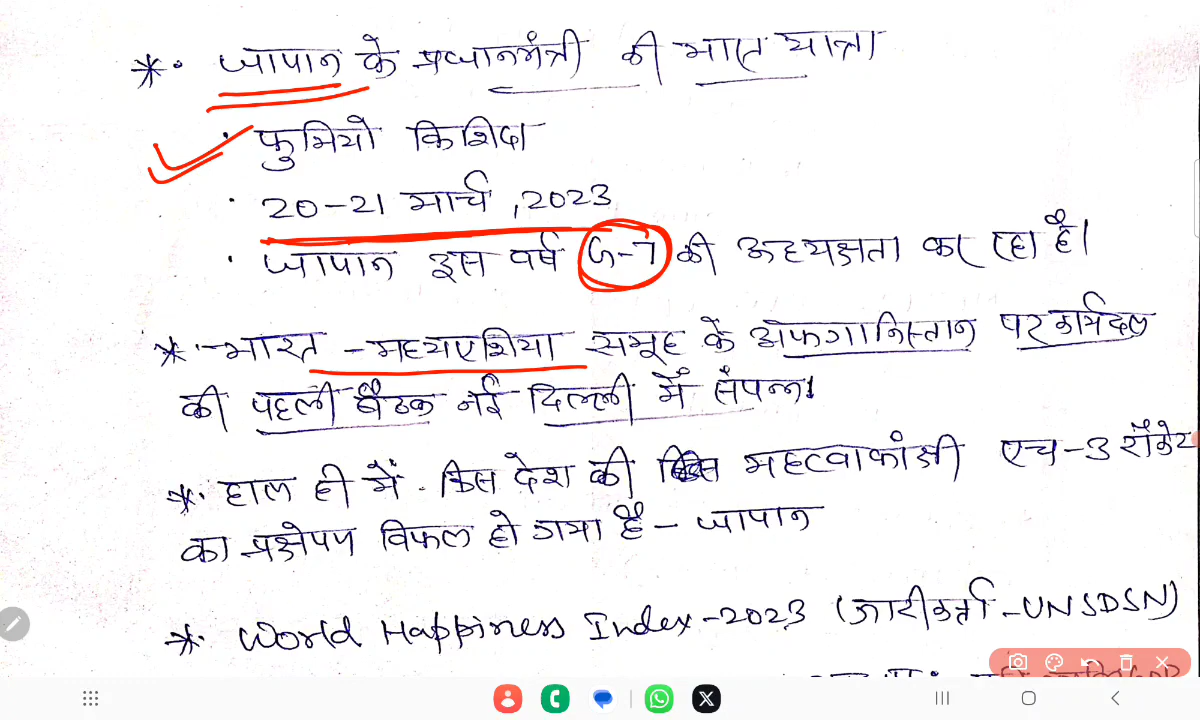 *. जापान के प्रधानमंत्री की भारत यात्रा
· फुमियो किशिदा
· 20-21 मार्च, 2023
· जापान इस वर्ष G-7 की अध्यक्षता कर रहा है।
*. भारत - मध्यएशिया समूह के अफगानिस्तान पर कार्यदल
की पहली बैठक नई दिल्ली में संपन्न।
*. हाल ही में. किस देश की महत्वाकांक्षी एच-3 रॉकेट
का प्रक्षेपण विफल हो गया है - जापान
*. World Happiness Index-2023 (जारीकर्ता-UNSDSN)